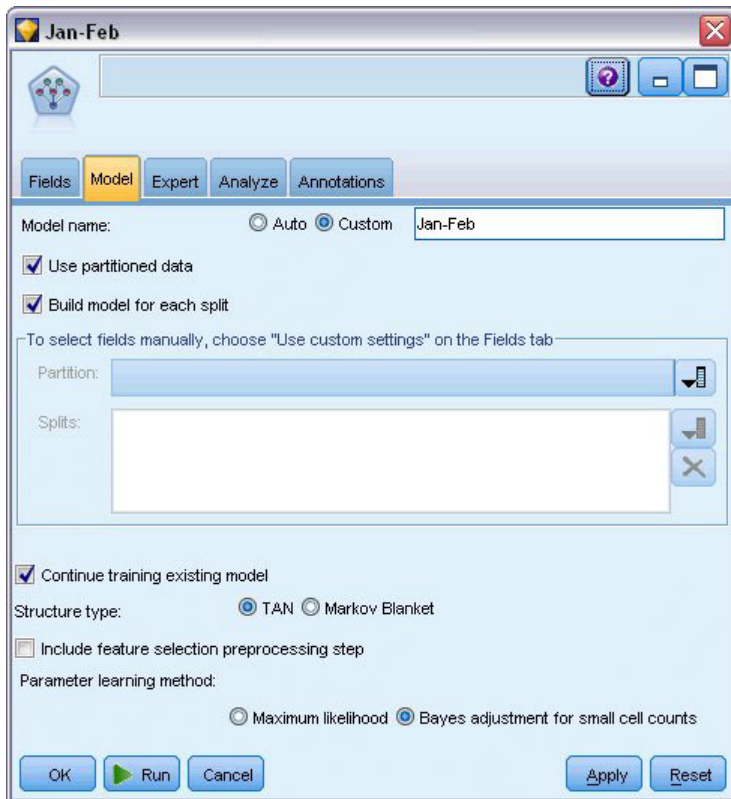 Jan-Feb
Fields Model Expert Analyze Annotations
Model name: Auto Custom Jan-Feb
Use partitioned data
Build model for each split
To select fields manually, choose "Use custom settings" on the Fields tab
Partition:
Splits:
Continue training existing model
Structure type: TAN Markov Blanket
Include feature selection preprocessing step
Parameter learning method:
Maximum likelihood Bayes adjustment for small cell counts
OK Run Cancel Apply Reset